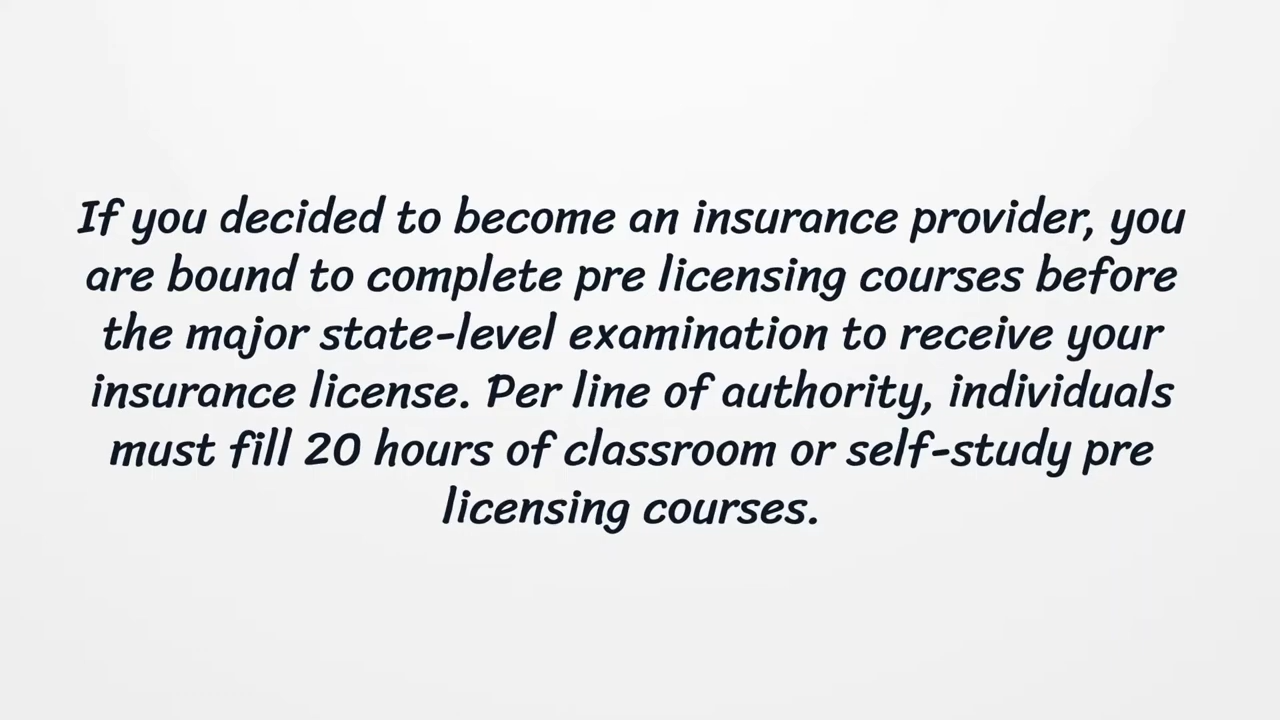 If you decided to become an insurance provider, you
are bound to complete pre licensing courses before
the major state-level examination to receive your
insurance license. Per line of authority, individuals
must fill 20 hours of classroom or self-study pre
licensing courses.